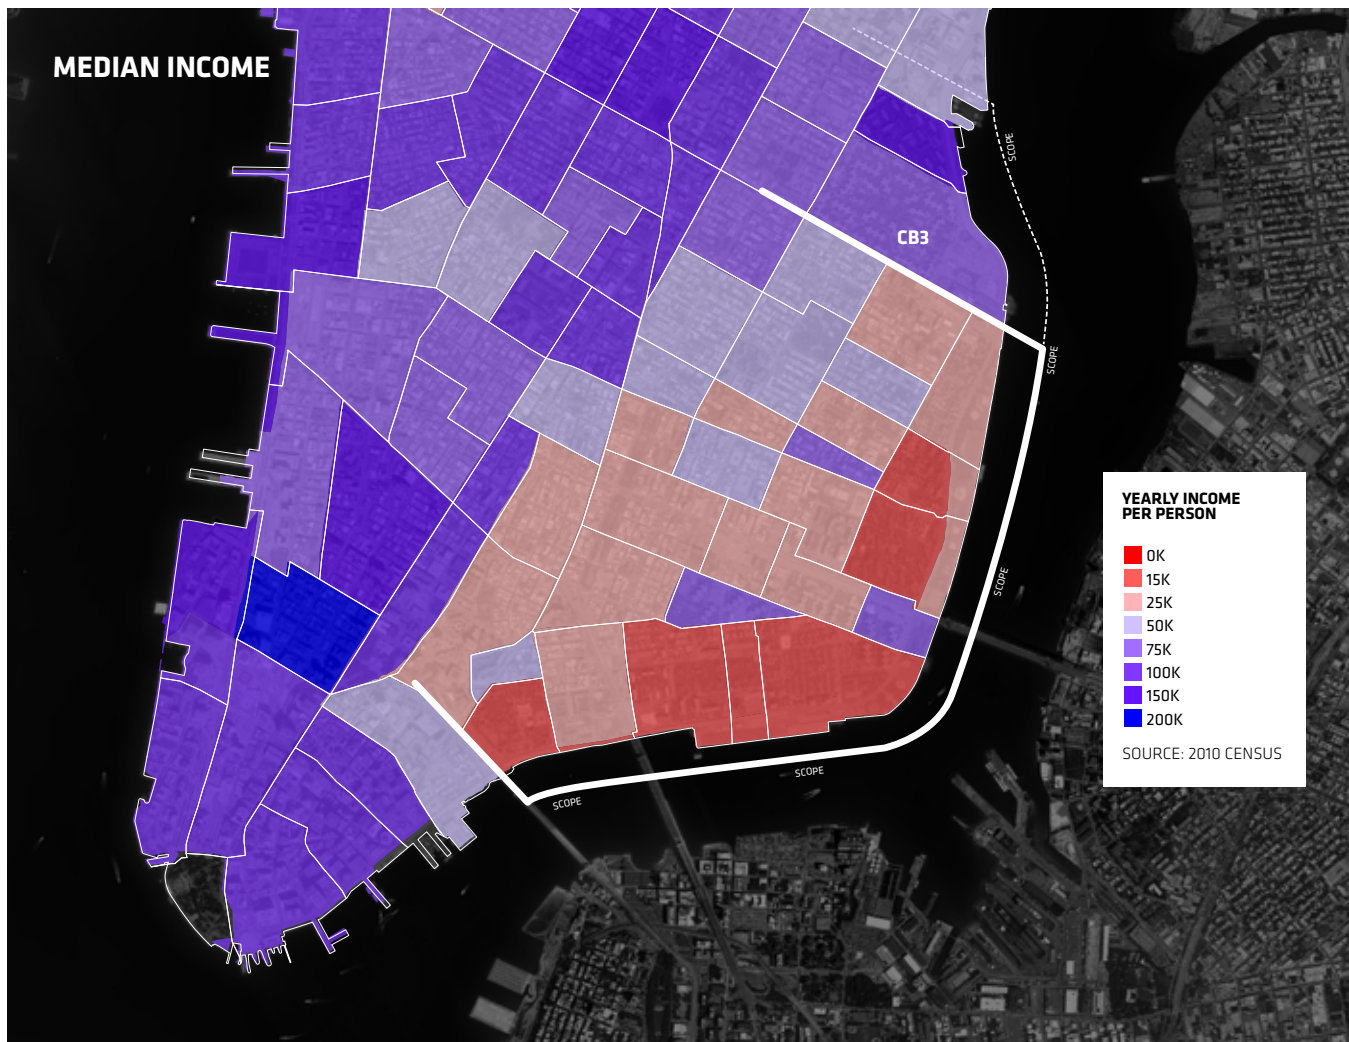 MEDIAN INCOME
SCOPE
CB3
SCOPE
YEARLY INCOME
PER PERSON
0K
15K
25K
50K
75K
100K
150K
200K
SOURCE: 2010 CENSUS
SCOPE
SCOPE
SCOPE